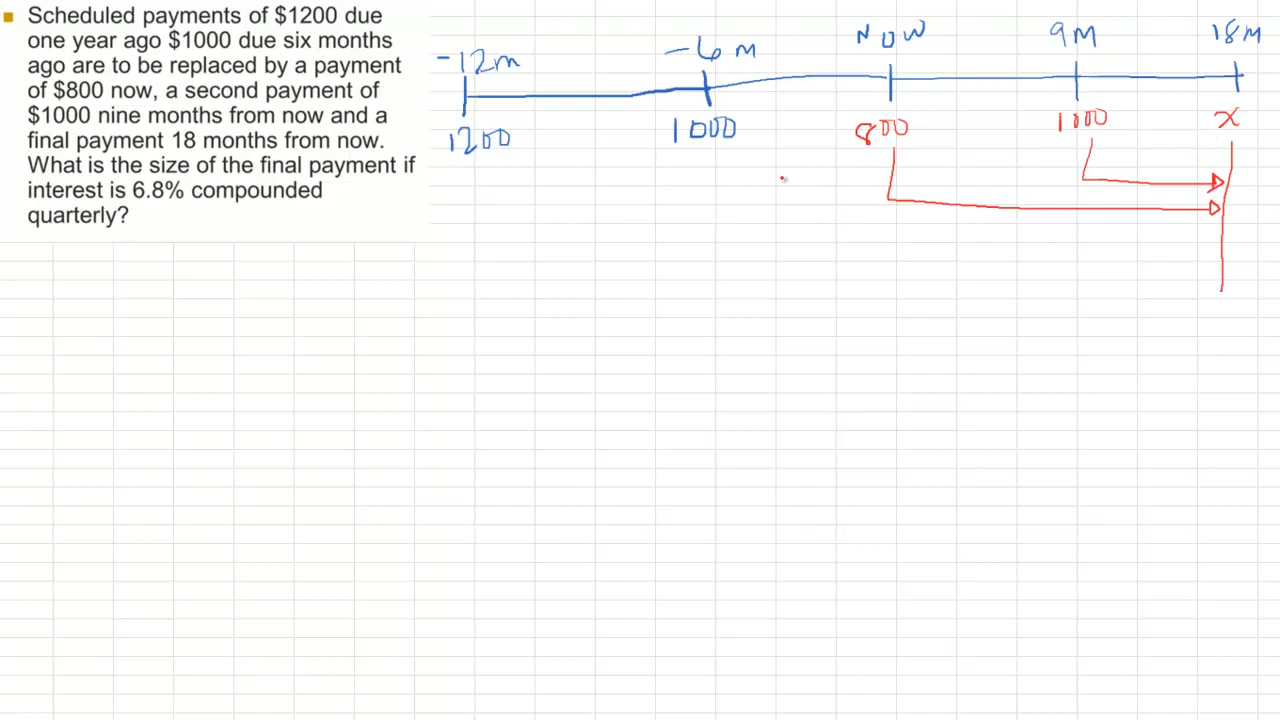 Scheduled payments of $1200 due
one year ago $1000 due six months
ago are to be replaced by a payment
of $800 now, a second payment of
$1000 nine months from now and a
final payment 18 months from now.
What is the size of the final payment if
interest is 6.8% compounded
quarterly?
-12m -6M NOW 9M 18M
1200 1000 800 1000 x